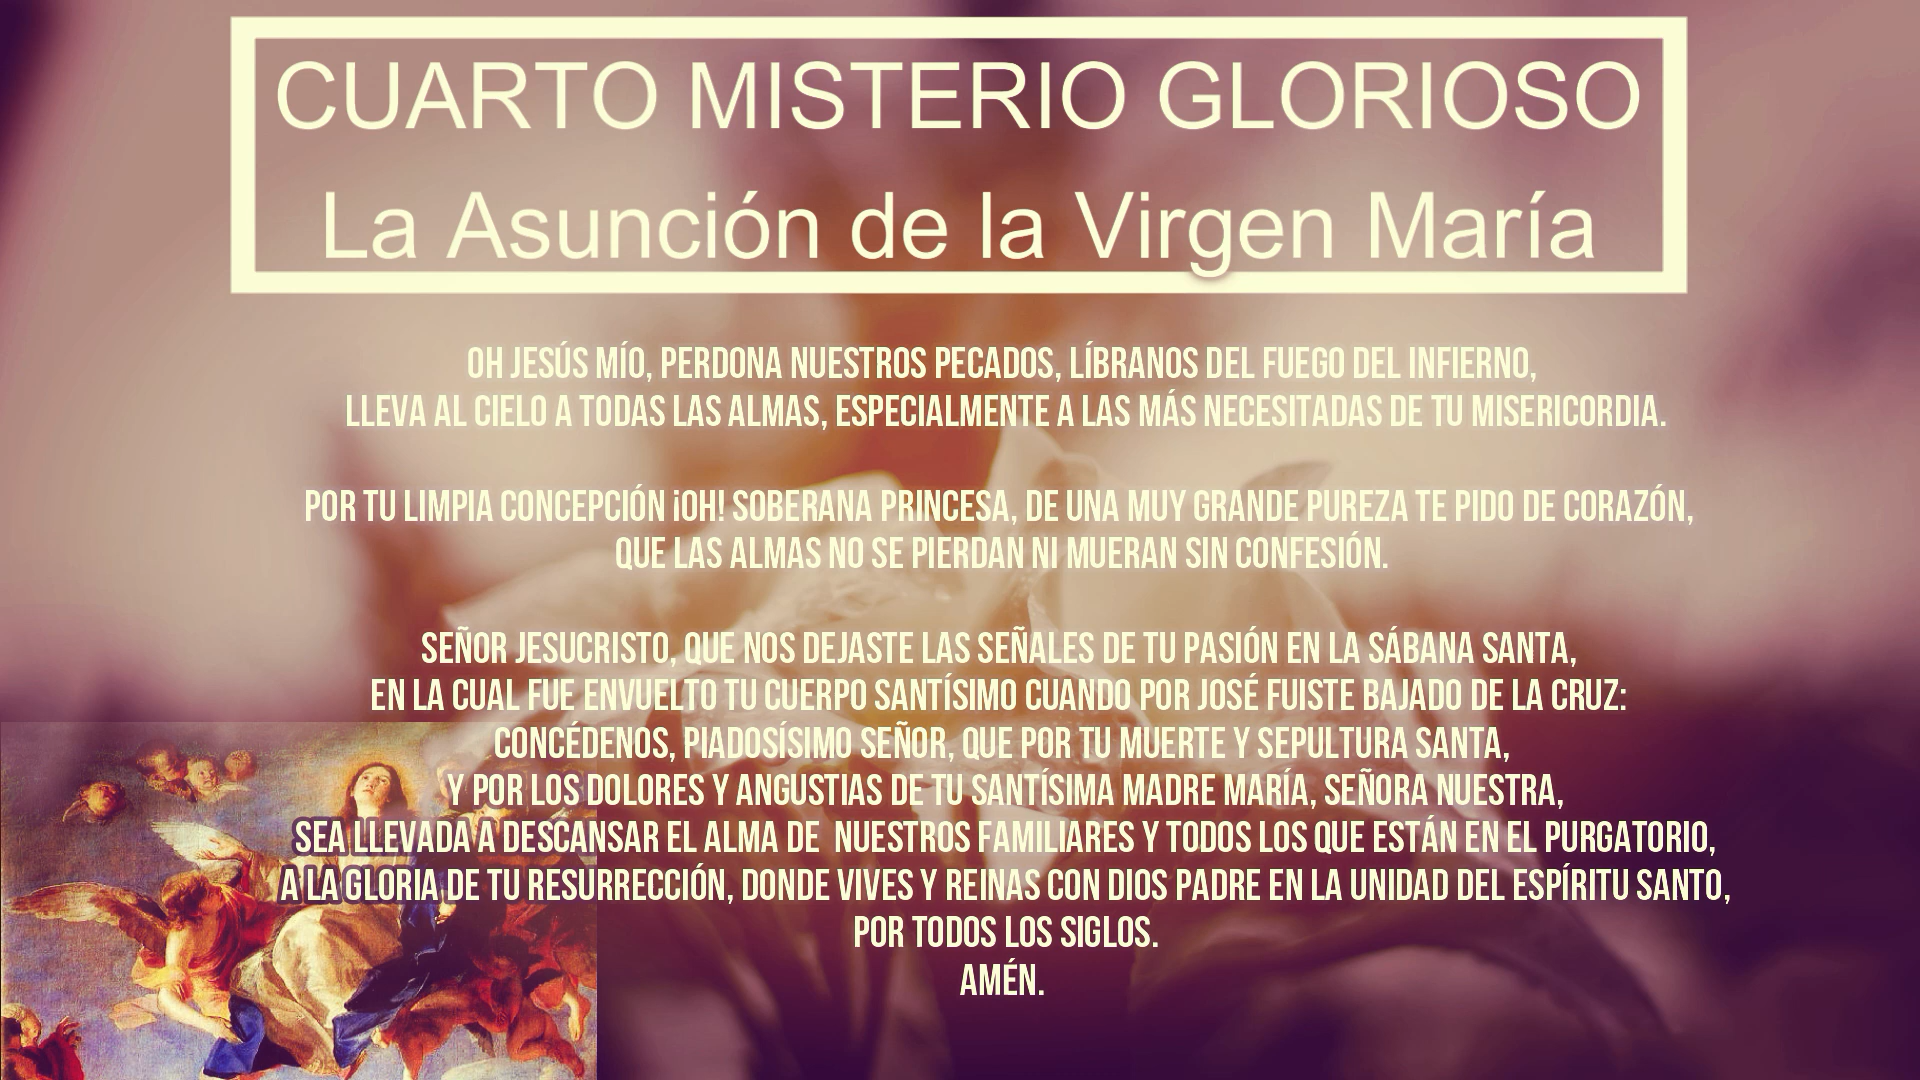 CUARTO MISTERIO GLORIOSO
La Asunción de la Virgen María
OH JESÚS MÍO, PERDONA NUESTROS PECADOS, LÍBRANOS DEL FUEGO DEL INFIERNO,
LLEVA AL CIELO A TODAS LAS ALMAS, ESPECIALMENTE A LAS MÁS NECESITADAS DE TU MISERICORDIA.
POR TU LIMPIA CONCEPCIÓN ¡OH! SOBERANA PRINCESA, DE UNA MUY GRANDE PUREZA TE PIDO DE CORAZÓN,
QUE LAS ALMAS NO SE PIERDAN NI MUERAN SIN CONFESIÓN.
SEÑOR JESUCRISTO, QUE NOS DEJASTE LAS SEÑALES DE TU PASIÓN EN LA SÁBANA SANTA,
EN LA CUAL FUE ENVUELTO TU CUERPO SANTÍSIMO CUANDO POR JOSÉ FUISTE BAJADO DE LA CRUZ:
CONCÉDENOS, PIADOSÍSIMO SEÑOR, QUE POR TU MUERTE Y SEPULTURA SANTA,
Y POR LOS DOLORES Y ANGUSTIAS DE TU SANTÍSIMA MADRE MARÍA, SEÑORA NUESTRA,
SEA LLEVADA A DESCANSAR EL ALMA DE NUESTROS FAMILIARES Y TODOS LOS QUE ESTÁN EN EL PURGATORIO,
A LA GLORIA DE TU RESURRECCIÓN, DONDE VIVES Y REINAS CON DIOS PADRE EN LA UNIDAD DEL ESPÍRITU SANTO,
POR TODOS LOS SIGLOS.
AMÉN.